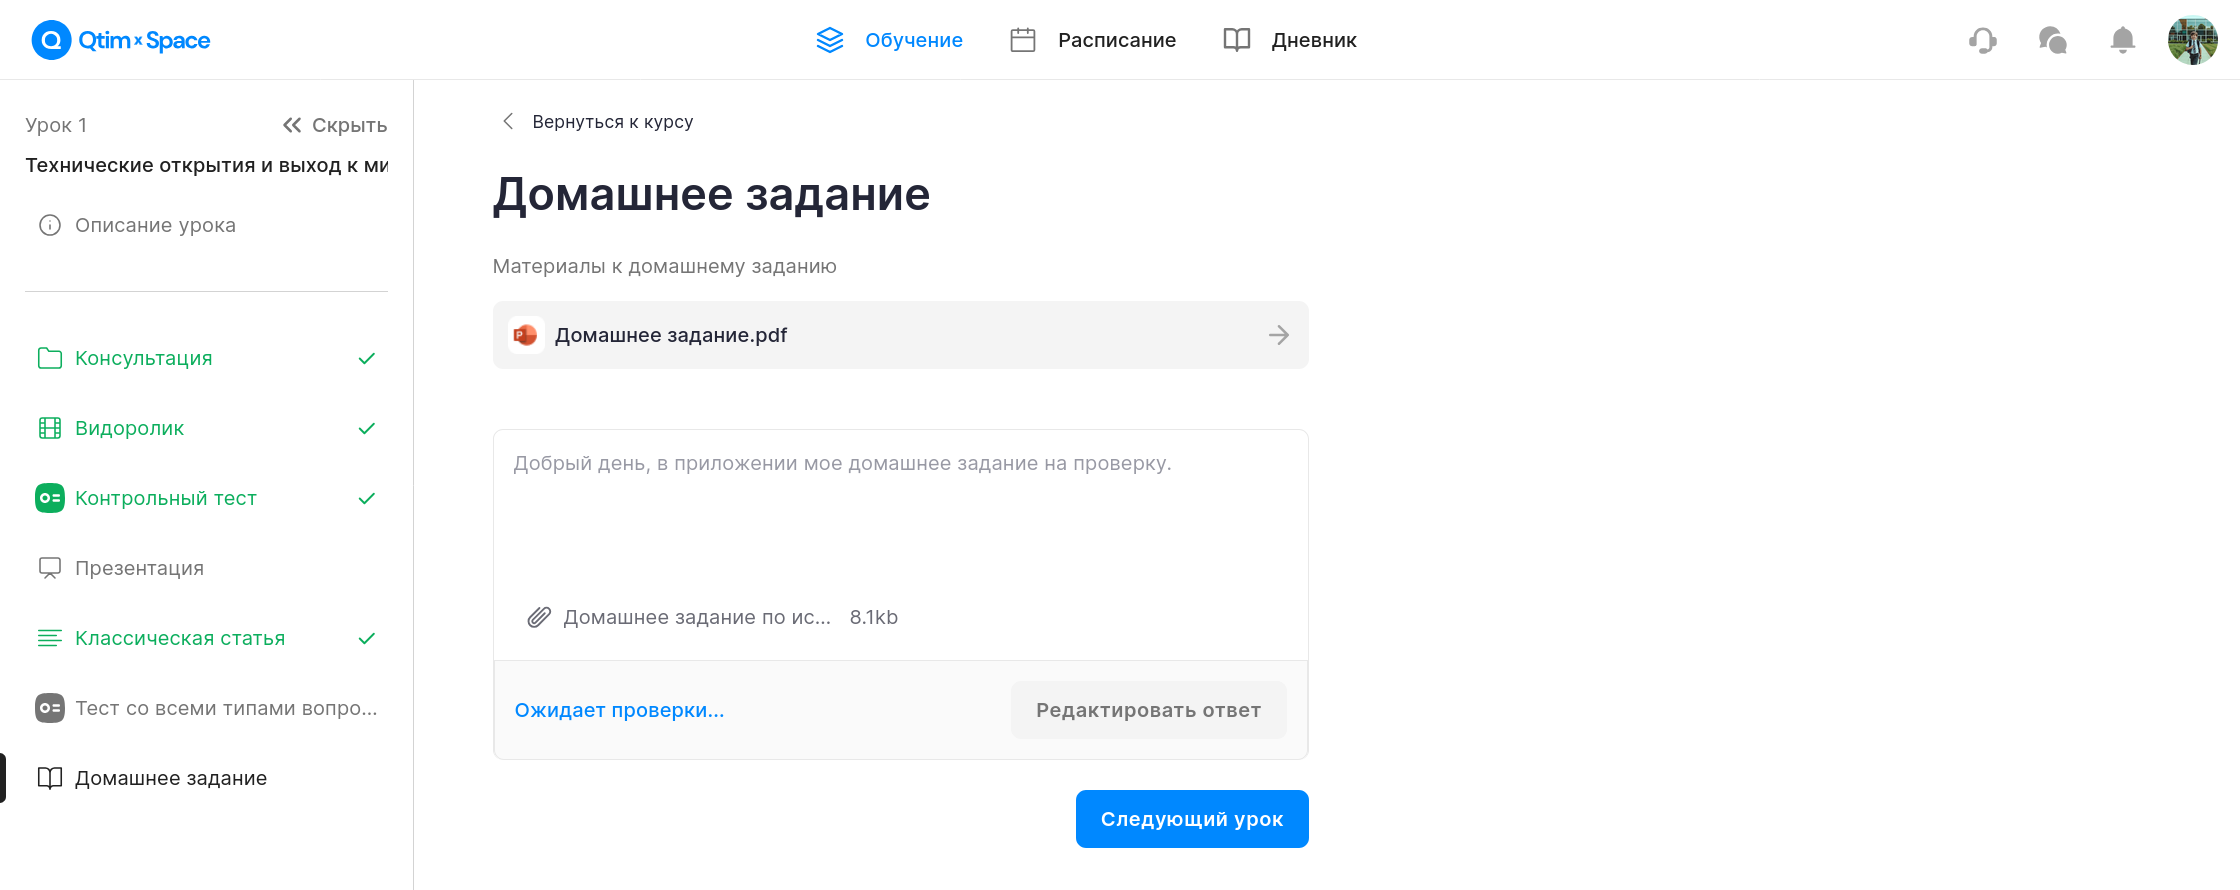 Qtim x Space
Обучение
Расписание
Дневник
Урок 1
Скрыть
Технические открытия и выход к ми
Описание урока
Консультация
Видоролик
Контрольный тест
Презентация
Классическая статья
Тест со всеми типами вопро...
Домашнее задание
Вернуться к курсу
Домашнее задание
Материалы к домашнему заданию
Домашнее задание.pdf
Добрый день, в приложении мое домашнее задание на проверку.
Домашнее задание по ис... 8.1kb
Ожидает проверки...
Редактировать ответ
Следующий урок